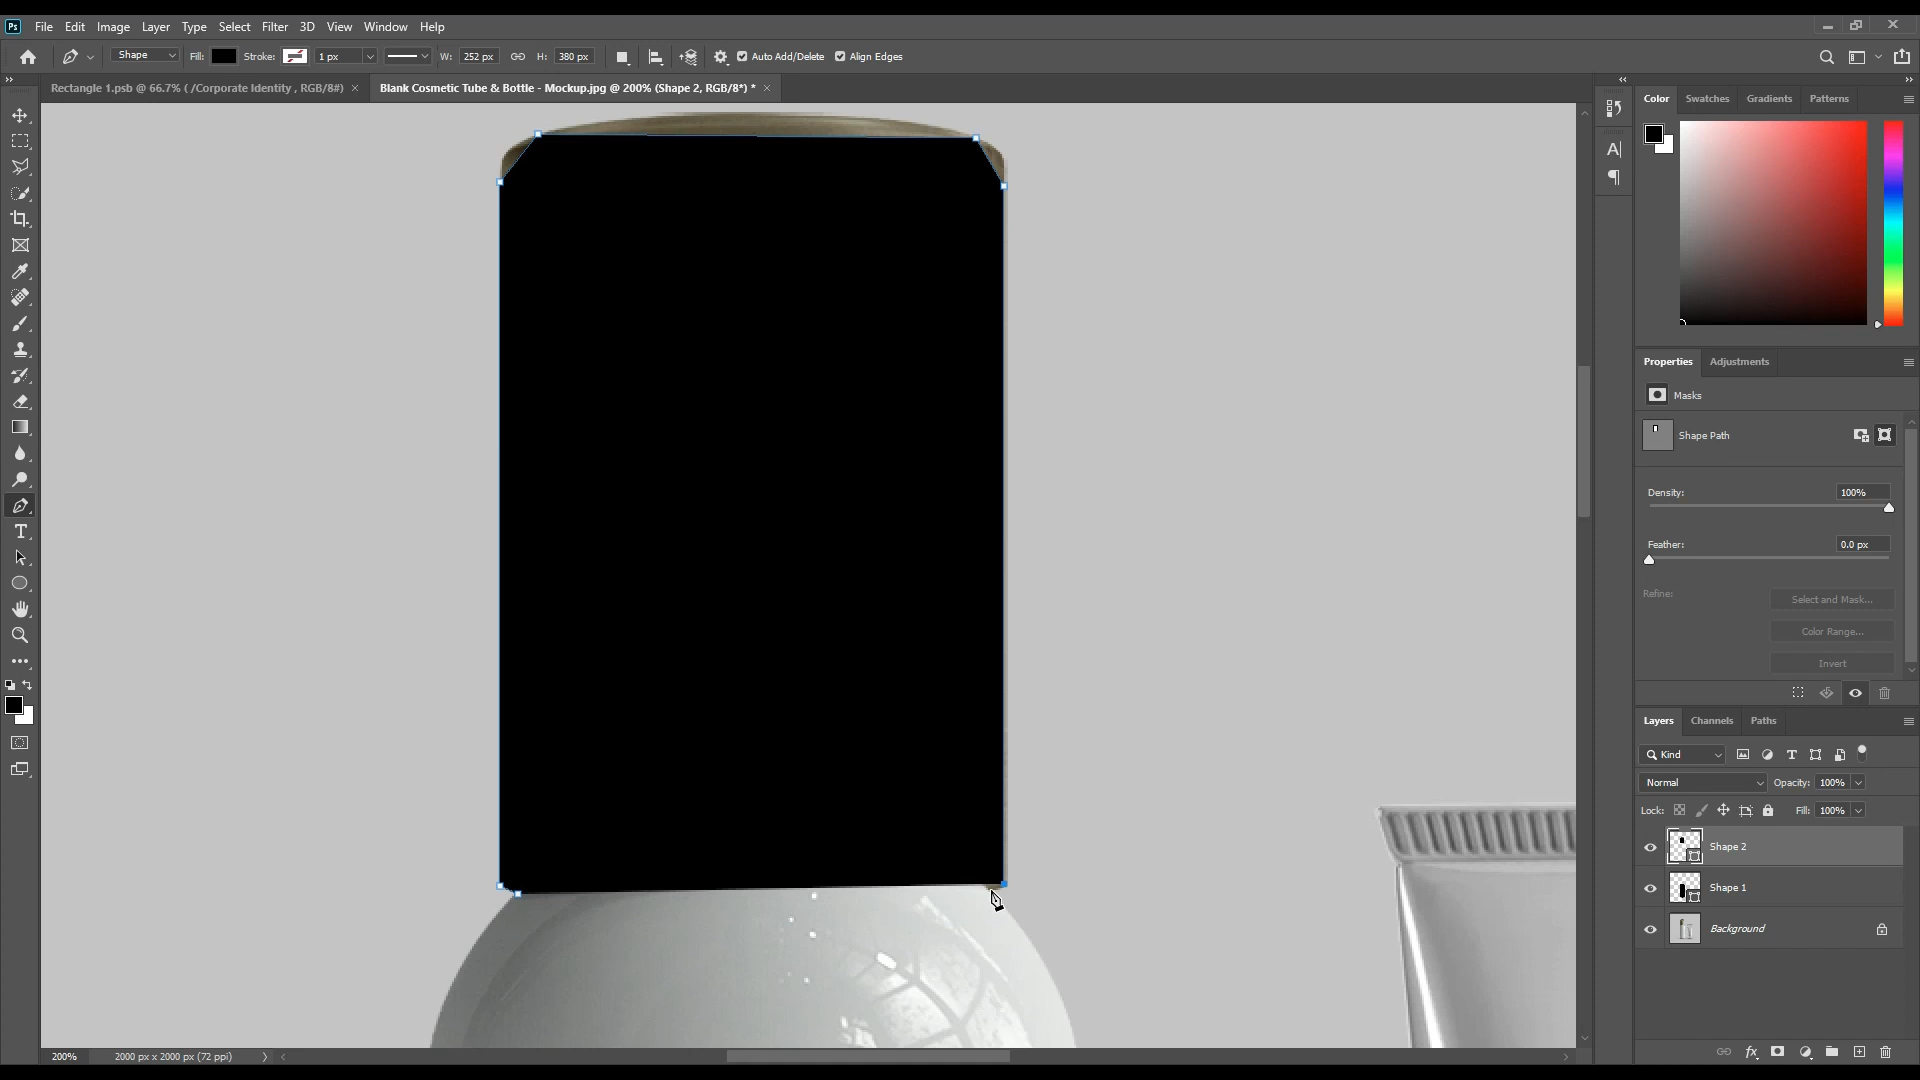 Ps File Edit Image Layer Type Select Filter 3D View Window Help
Shape Fill: Stroke: 1 px W: 252 px H: 380 px Auto Add/Delete Align Edges
Rectangle 1.psb @ 66.7% ( /Corporate Identity , RGB/8#) × Blank Cosmetic Tube & Bottle - Mockup.jpg @ 200% (Shape 2, RGB/8*) * ×
Color Swatches Gradients Patterns
Properties Adjustments
Masks
Shape Path
Density: 100%
Feather: 0.0 px
Refine:
Select and Mask...
Color Range...
Invert
Layers Channels Paths
Kind
Normal Opacity: 100%
Lock: Fill: 100%
Shape 2
Shape 1
Background
200% 2000 px x 2000 px (72 ppi)